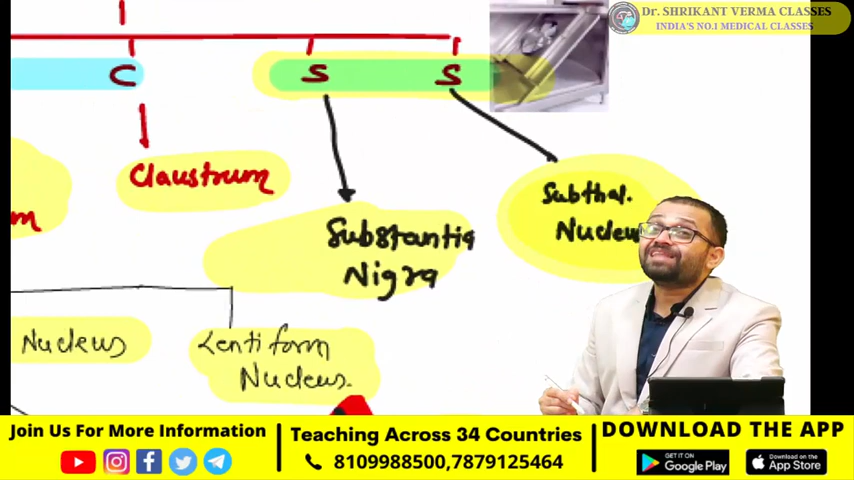 Dr. SHRIKANT VERMA CLASSES
INDIA'S NO.1 MEDICAL CLASSES
C
S
S
Claustrum
m
Substantia
Nigra
Subthal.
Nucleu
Nucleus
Lentiform
Nucleus.
Join Us For More Information
Teaching Across 34 Countries
8109988500,7879125464
DOWNLOAD THE APP
GET IT ON
Google Play
Download on the
App Store